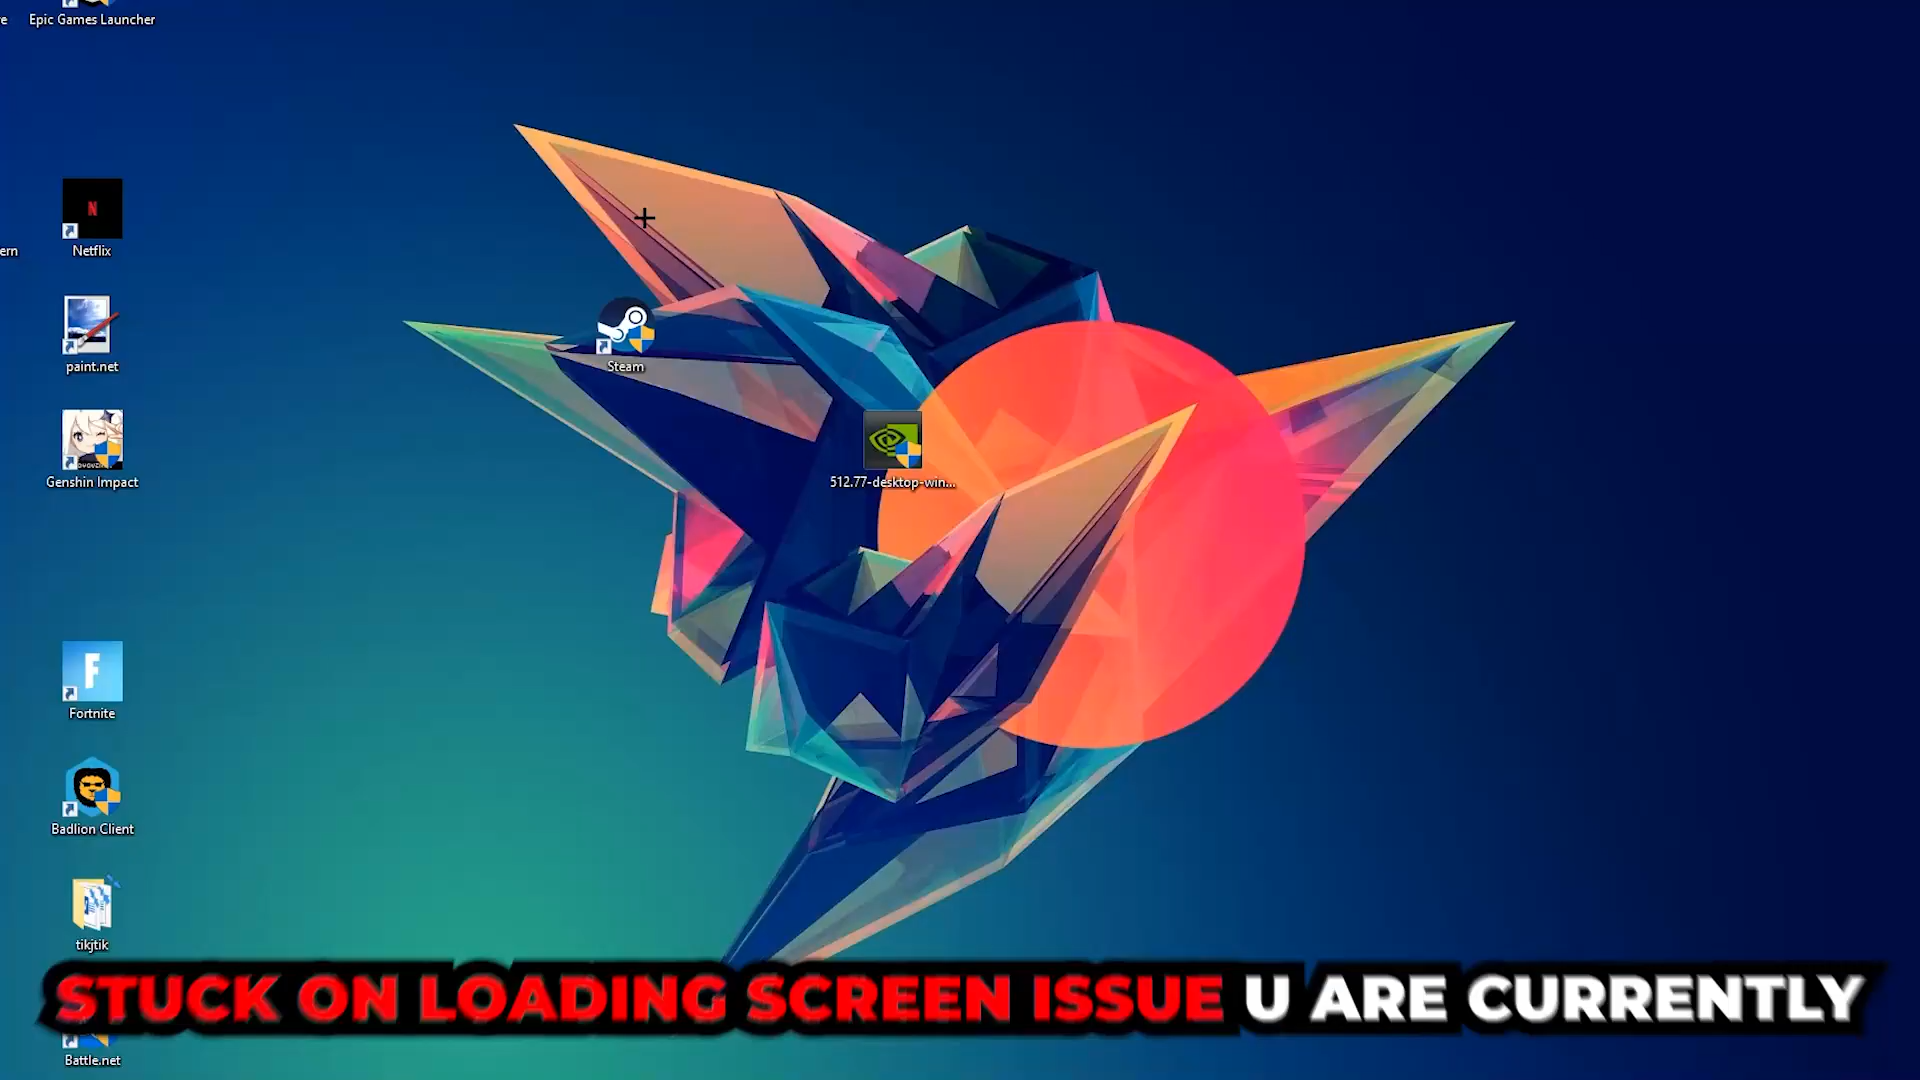 Epic Games Launcher
ern
Netflix
paint.net
Steam
Genshin Impact
512.77-desktop-win...
F
Fortnite
Badlion Client
tikjtik
STUCK ON LOADING SCREEN ISSUE U ARE CURRENTLY
Battle.net